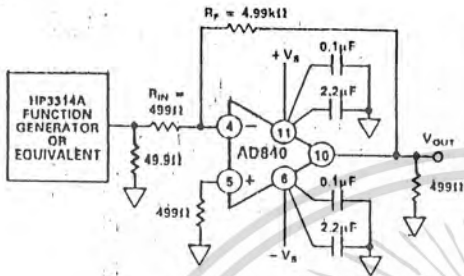 RF = 4.99kΩ
+VS
0.1µF
2.2µF
HP3314A
FUNCTION
GENERATOR
OR
EQUIVALENT
RIN =
499Ω
49.9Ω
4
−
11
AD840
10
VOUT
5
+
6
499Ω
0.1µF
2.2µF
499Ω
−VS